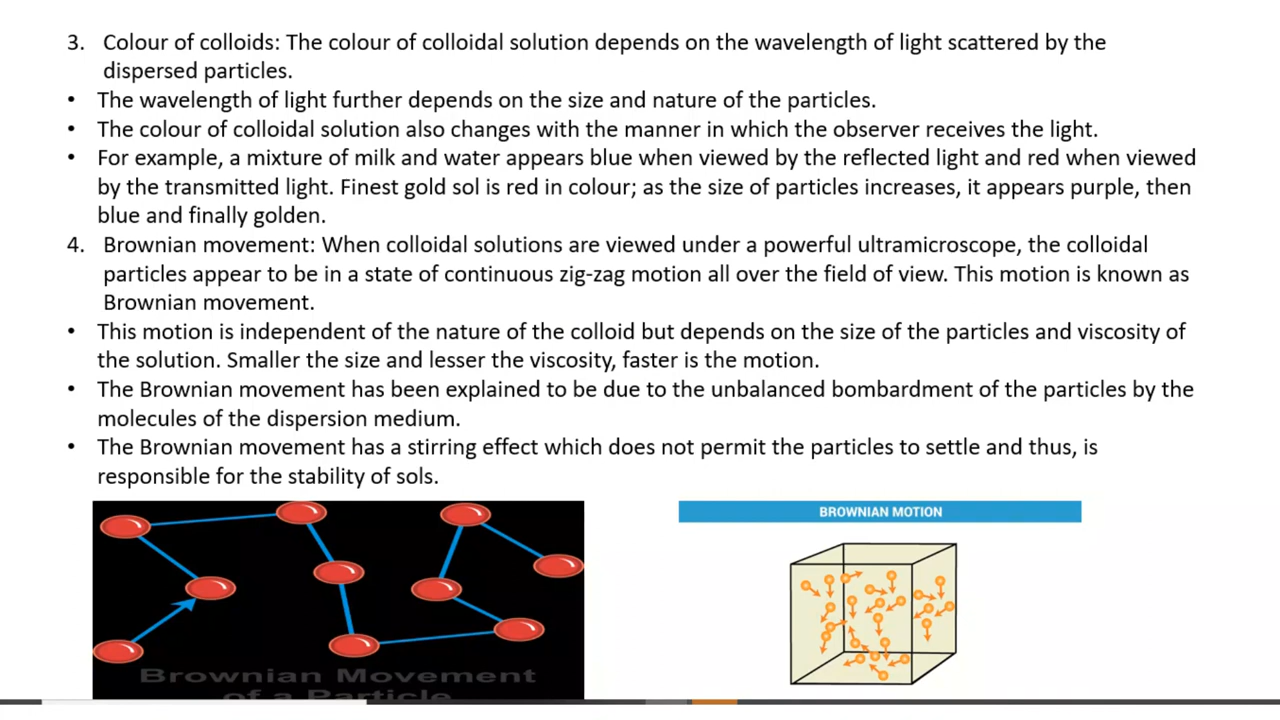 3. Colour of colloids: The colour of colloidal solution depends on the wavelength of light scattered by the
dispersed particles.
• The wavelength of light further depends on the size and nature of the particles.
• The colour of colloidal solution also changes with the manner in which the observer receives the light.
• For example, a mixture of milk and water appears blue when viewed by the reflected light and red when viewed
by the transmitted light. Finest gold sol is red in colour; as the size of particles increases, it appears purple, then
blue and finally golden.
4. Brownian movement: When colloidal solutions are viewed under a powerful ultramicroscope, the colloidal
particles appear to be in a state of continuous zig-zag motion all over the field of view. This motion is known as
Brownian movement.
• This motion is independent of the nature of the colloid but depends on the size of the particles and viscosity of
the solution. Smaller the size and lesser the viscosity, faster is the motion.
• The Brownian movement has been explained to be due to the unbalanced bombardment of the particles by the
molecules of the dispersion medium.
• The Brownian movement has a stirring effect which does not permit the particles to settle and thus, is
responsible for the stability of sols.
BROWNIAN MOTION
Brownian Movement
of a Particle